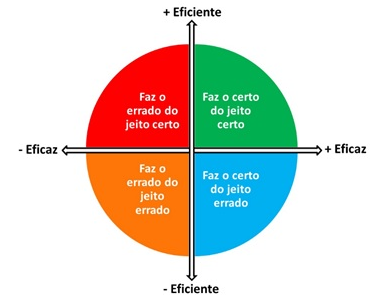 + Eficiente
Faz o
errado do
jeito certo
Faz o certo
do jeito
certo
- Eficaz
+ Eficaz
Faz o
errado do
jeito
errado
Faz o certo
do jeito
errado
- Eficiente